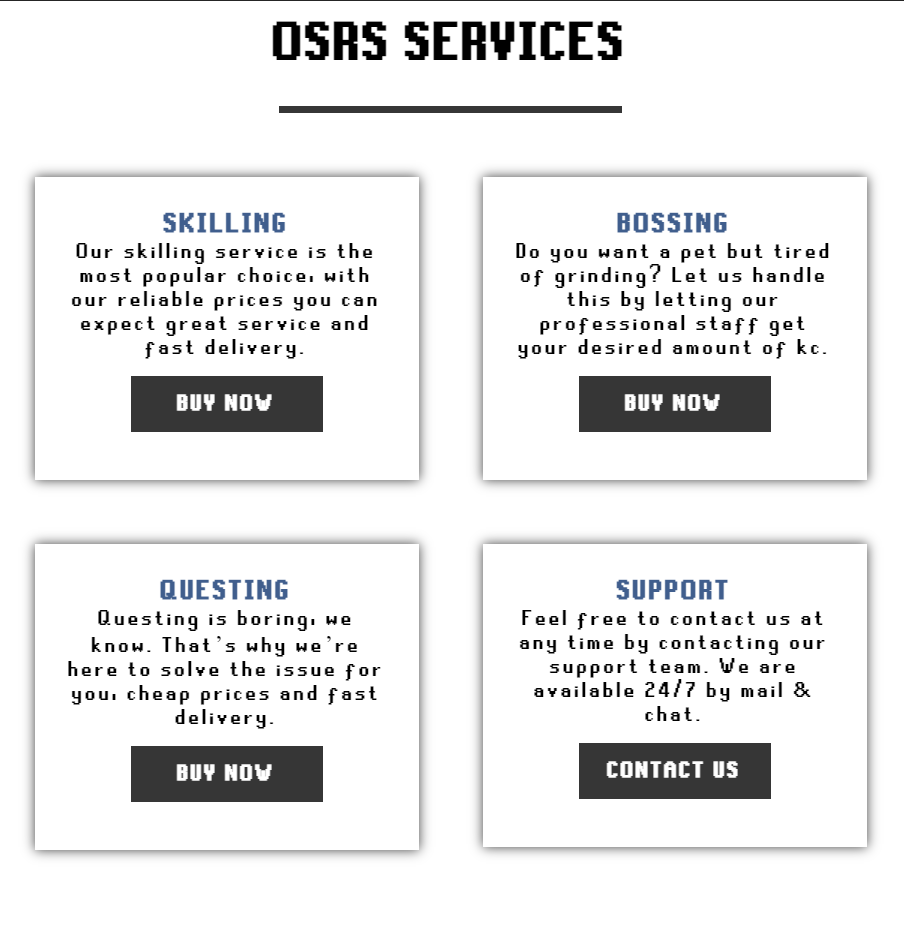 OSRS SERVICES
SKILLING
Our skilling service is the
most popular choice, with
our reliable prices you can
expect great service and
fast delivery.
BUY NOW
BOSSING
Do you want a pet but tired
of grinding? Let us handle
this by letting our
professional staff get
your desired amount of kc.
BUY NOW
QUESTING
Questing is boring, we
know. That's why we're
here to solve the issue for
you, cheap prices and fast
delivery.
BUY NOW
SUPPORT
Feel free to contact us at
any time by contacting our
support team. We are
available 24/7 by mail &
chat.
CONTACT US